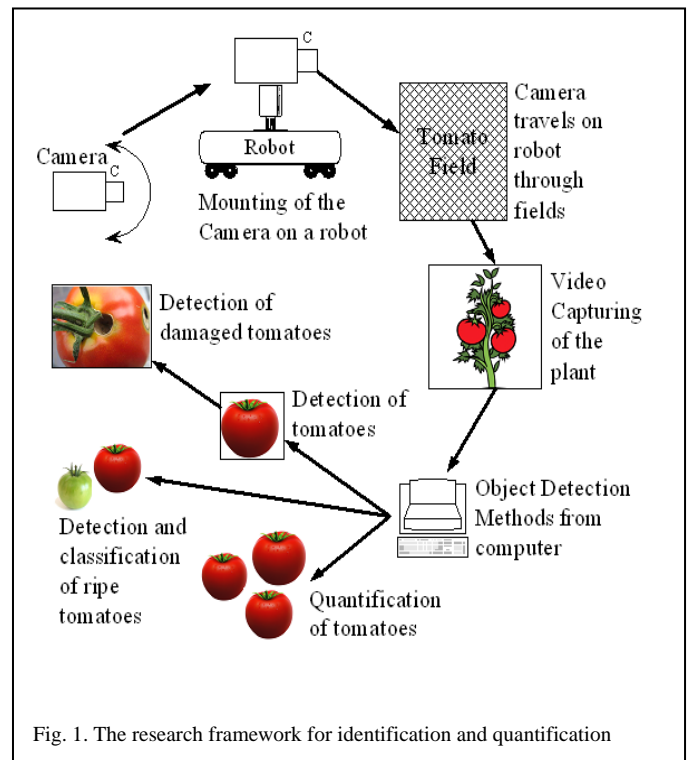 C
Camera
C
Robot
Mounting of the
Camera on a robot
Tomato
Field
Camera
travels on
robot
through
fields
Video
Capturing
of the
plant
Detection of
damaged tomatoes
Detection of
tomatoes
Object Detection
Methods from
computer
Detection and
classification
of ripe
tomatoes
Quantification
of tomatoes
Fig. 1. The research framework for identification and quantification